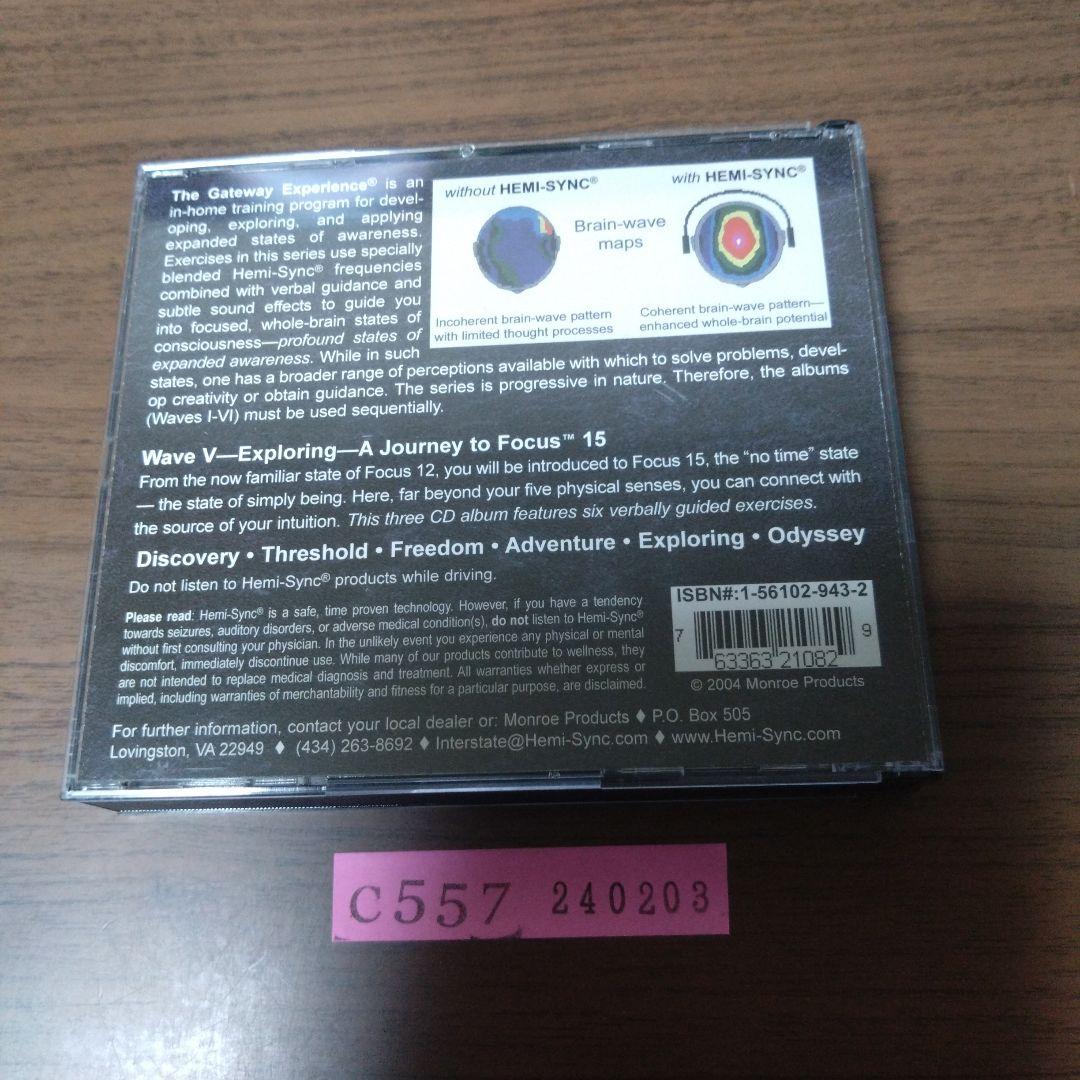 The Gateway Experience® is an
in-home training program for devel-
oping, exploring, and applying
expanded states of awareness.
Exercises in this series use specially
blended Hemi-Sync® frequencies
combined with verbal guidance and
subtle sound effects to guide you
into focused, whole-brain states of
consciousness—profound states of
expanded awareness. While in such
states, one has a broader range of perceptions available with which to solve problems, devel-
op creativity or obtain guidance. The series is progressive in nature. Therefore, the albums
(Waves I-VI) must be used sequentially.
without HEMI-SYNC®
with HEMI-SYNC®
Brain-wave
maps
Incoherent brain-wave pattern
with limited thought processes
Coherent brain-wave pattern—
enhanced whole-brain potential
Wave V—Exploring—A Journey to Focus™ 15
From the now familiar state of Focus 12, you will be introduced to Focus 15, the “no time” state
— the state of simply being. Here, far beyond your five physical senses, you can connect with
the source of your intuition. This three CD album features six verbally guided exercises.
Discovery • Threshold • Freedom • Adventure • Exploring • Odyssey
Do not listen to Hemi-Sync® products while driving.
Please read: Hemi-Sync® is a safe, time proven technology. However, if you have a tendency
towards seizures, auditory disorders, or adverse medical condition(s), do not listen to Hemi-Sync®
without first consulting your physician. In the unlikely event you experience any physical or mental
discomfort, immediately discontinue use. While many of our products contribute to wellness, they
are not intended to replace medical diagnosis and treatment. All warranties whether express or
implied, including warranties of merchantability and fitness for a particular purpose, are disclaimed.
ISBN#:1-56102-943-2
7 63363 21082 9
© 2004 Monroe Products
For further information, contact your local dealer or: Monroe Products ♦ P.O. Box 505
Lovingston, VA 22949 ♦ (434) 263-8692 ♦ Interstate@Hemi-Sync.com ♦ www.Hemi-Sync.com
C557 240203